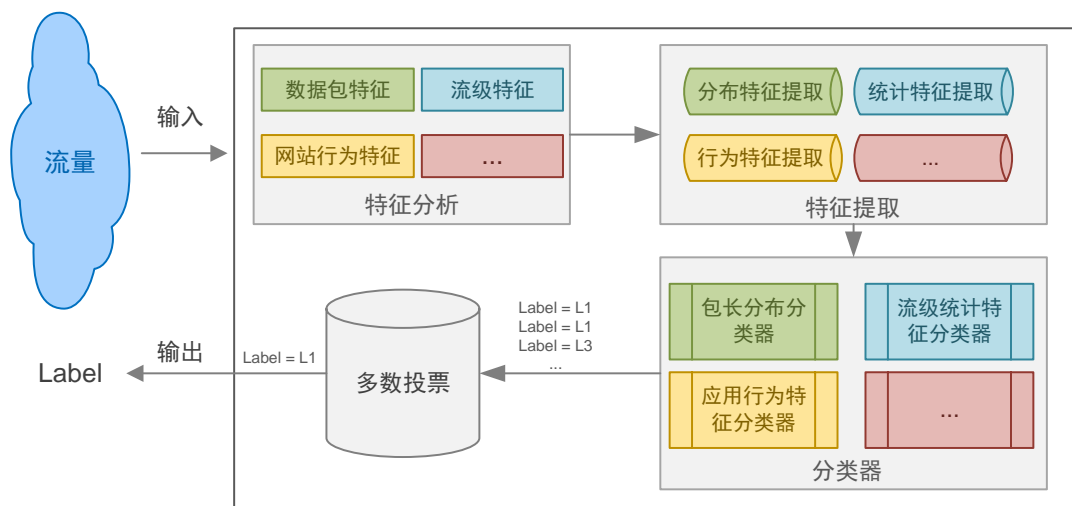 流量
输入
数据包特征
流级特征
网站行为特征
...
特征分析
分布特征提取
统计特征提取
行为特征提取
...
特征提取
包长分布分
类器
流级统计特
征分类器
应用行为特
征分类器
...
分类器
Label = L1
Label = L1
Label = L3
...
多数投票
Label = L1
输出
Label